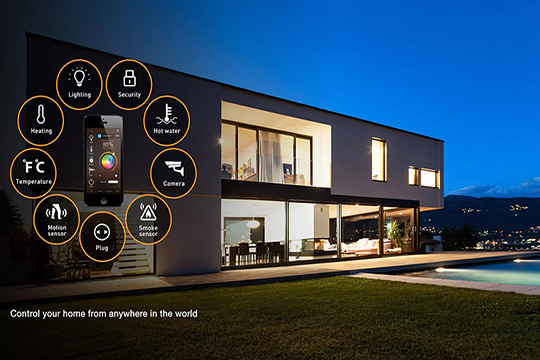 Lighting
Security
Heating
Hot water
°F°C
Temperature
Camera
Motion
sensor
Smoke
sensor
Plug
Control your home from anywhere in the world